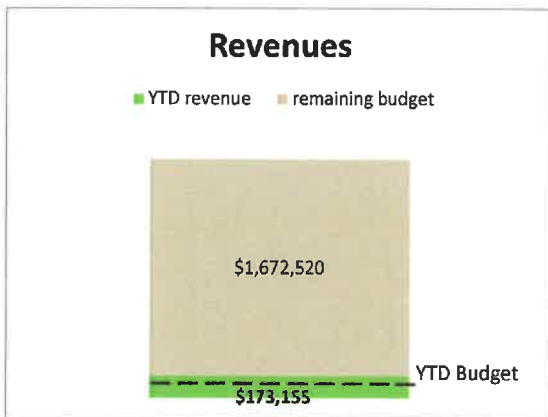 Revenues
YTD revenue remaining budget
$1,672,520
YTD Budget
$173,155